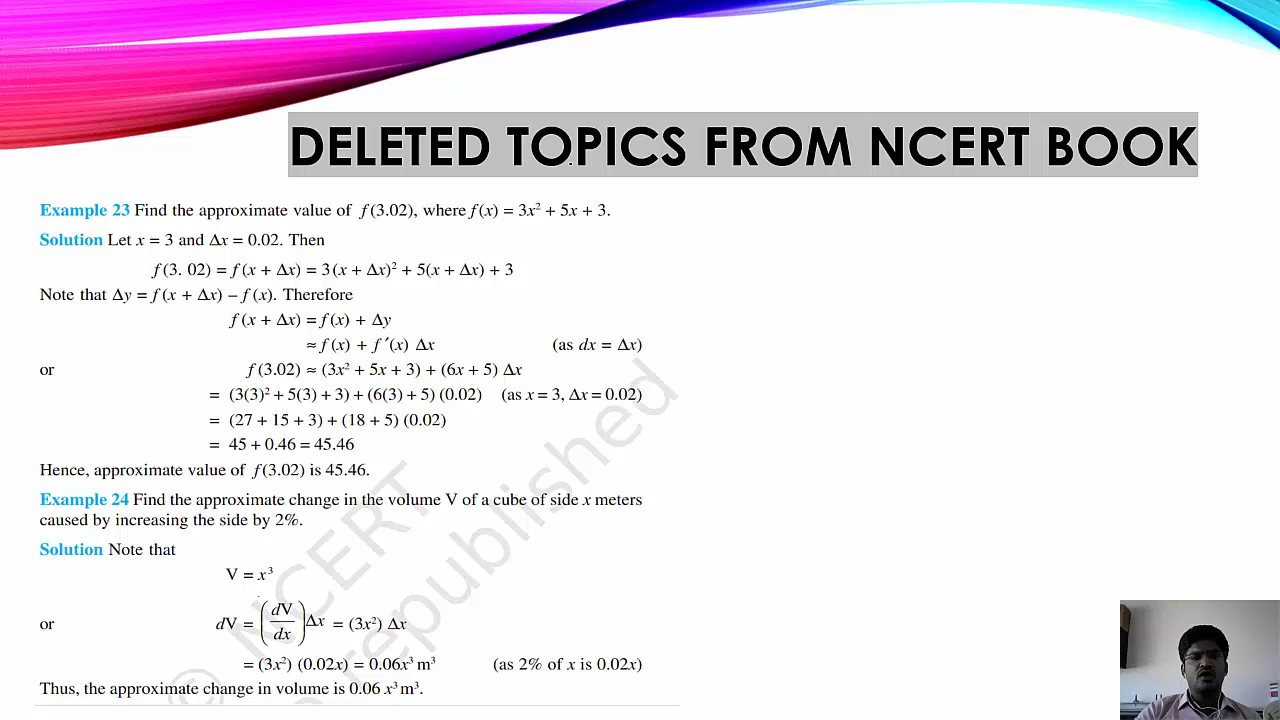 DELETED TOPICS FROM NCERT BOOK
Example 23 Find the approximate value of f (3.02), where f (x) = 3x² + 5x + 3.
Solution Let x = 3 and Δx = 0.02. Then
f (3. 02) = f (x + Δx) = 3(x + Δx)² + 5(x + Δx) + 3
Note that Δy = f (x + Δx) – f (x). Therefore
f (x + Δx) = f (x) + Δy
≈ f (x) + f ′(x) Δx (as dx = Δx)
or f (3.02) ≈ (3x² + 5x + 3) + (6x + 5) Δx
= (3(3)² + 5(3) + 3) + (6(3) + 5) (0.02) (as x = 3, Δx = 0.02)
= (27 + 15 + 3) + (18 + 5) (0.02)
= 45 + 0.46 = 45.46
Hence, approximate value of f (3.02) is 45.46.
Example 24 Find the approximate change in the volume V of a cube of side x meters
caused by increasing the side by 2%.
Solution Note that
V = x³
or dV = (dV/dx) Δx = (3x²) Δx
= (3x²) (0.02x) = 0.06x³ m³ (as 2% of x is 0.02x)
Thus, the approximate change in volume is 0.06 x³ m³.
© NCERT
republished